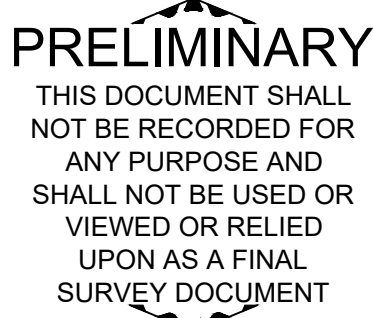 PRELIMINARY
THIS DOCUMENT SHALL
NOT BE RECORDED FOR
ANY PURPOSE AND
SHALL NOT BE USED OR
VIEWED OR RELIED
UPON AS A FINAL
SURVEY DOCUMENT